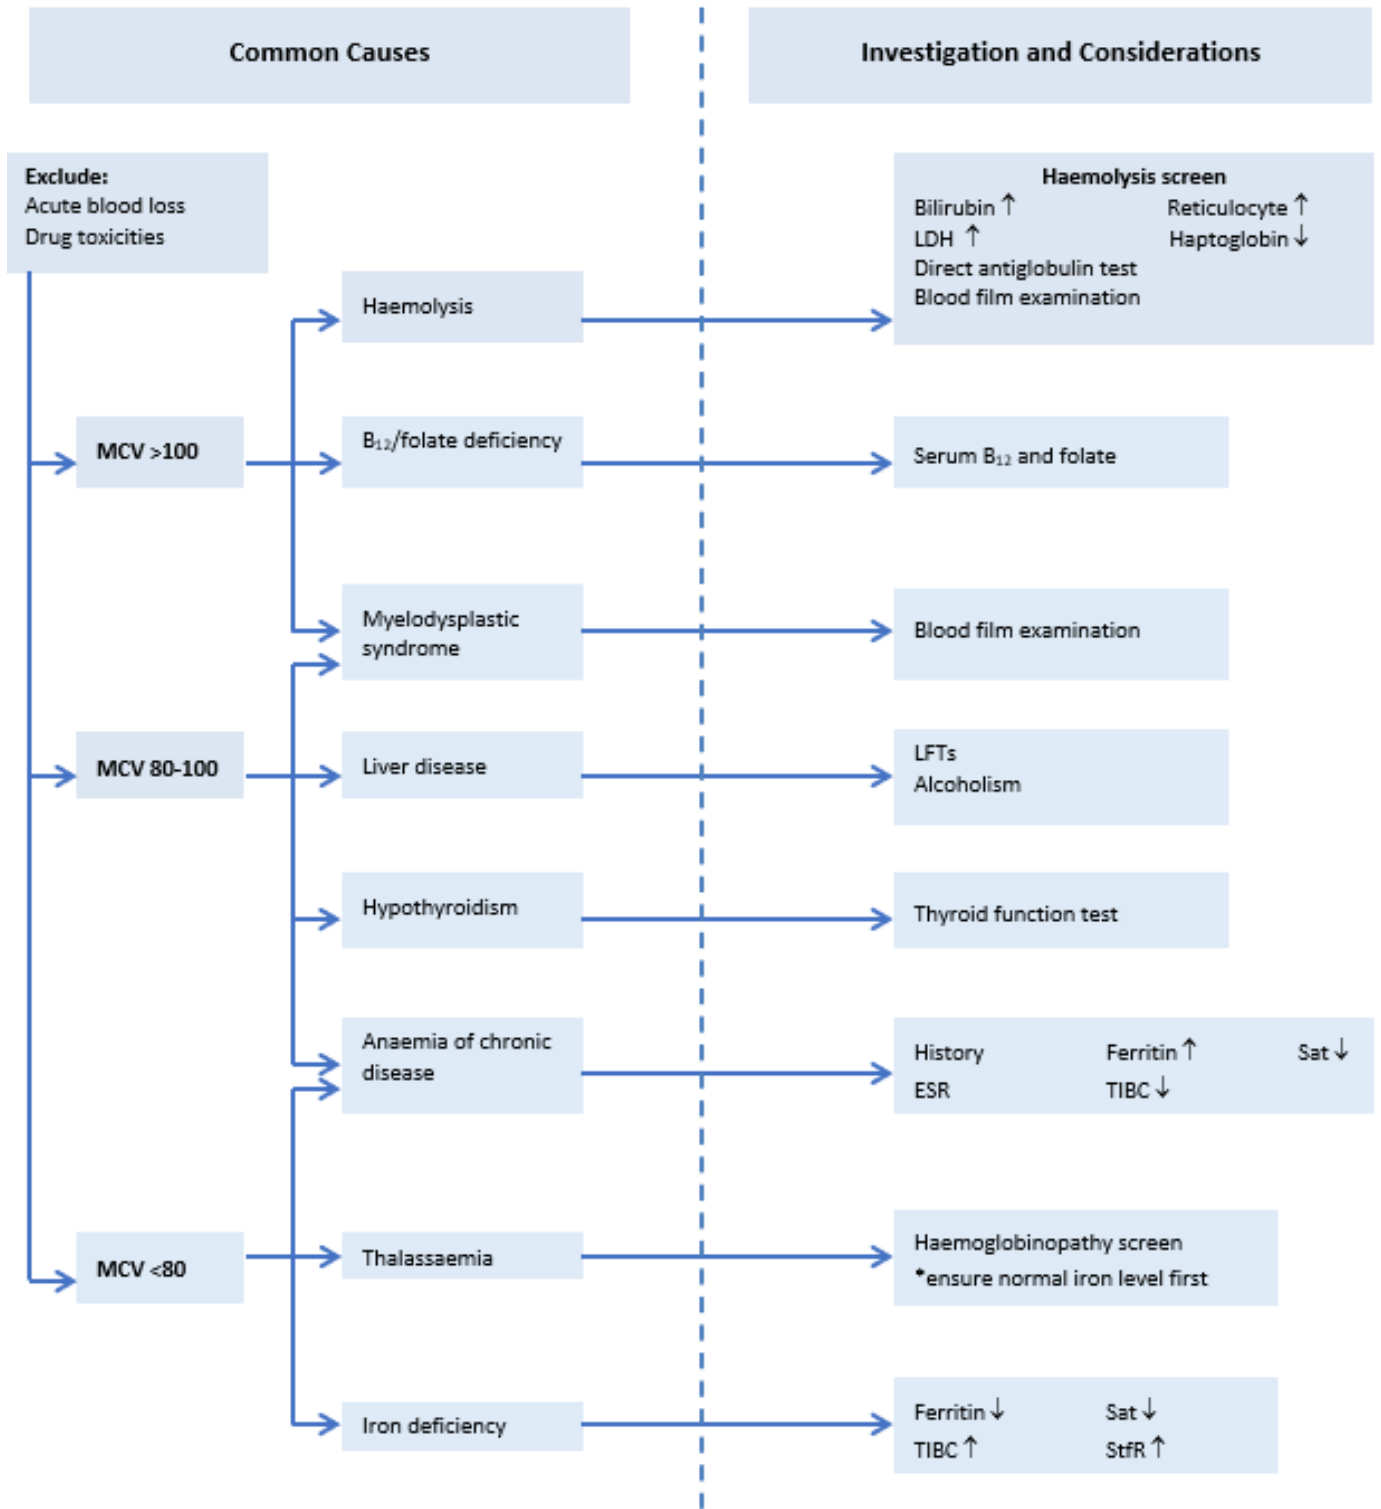 Common Causes
Investigation and Considerations
Exclude:
Acute blood loss
Drug toxicities
Haemolysis screen
Bilirubin ↑ Reticulocyte ↑
LDH ↑ Haptoglobin ↓
Direct antiglobulin test
Blood film examination
Haemolysis
MCV >100
B₁₂/folate deficiency
Serum B₁₂ and folate
Myelodysplastic
syndrome
Blood film examination
MCV 80-100
Liver disease
LFTs
Alcoholism
Hypothyroidism
Thyroid function test
Anaemia of chronic
disease
History Ferritin ↑ Sat ↓
ESR TIBC ↓
MCV <80
Thalassaemia
Haemoglobinopathy screen
*ensure normal iron level first
Iron deficiency
Ferritin ↓ Sat ↓
TIBC ↑ StfR ↑